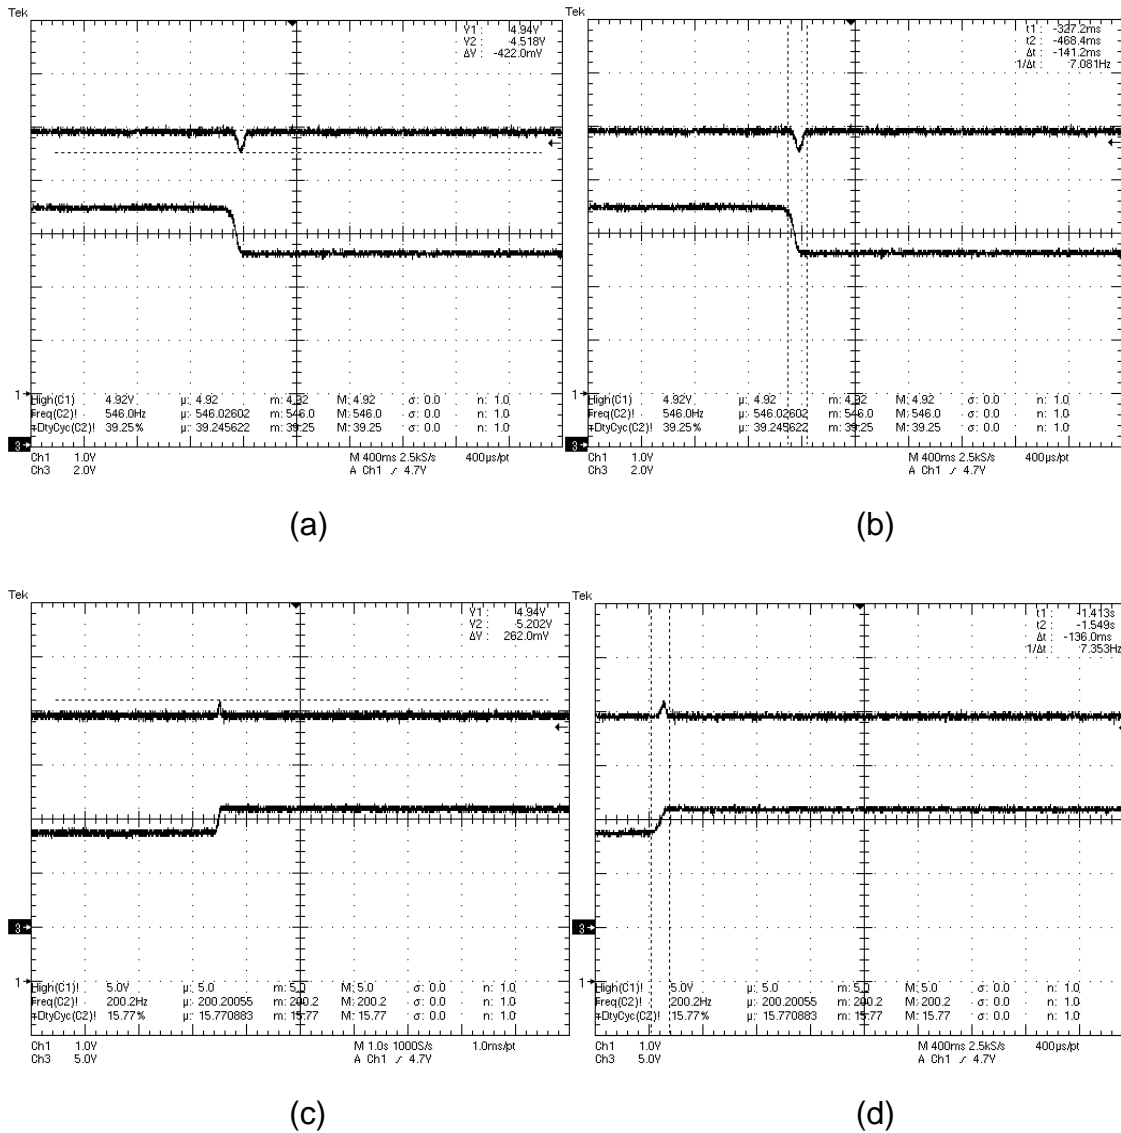 Tek
Y1 : 4.94V
Y2 : 4.518V
ΔY : -422.0mV
1
High(C1) 4.92V μ: 4.92 m: 4.92 M: 4.92 σ: 0.0 n: 1.0
Freq(C2)! 546.0Hz μ: 546.02602 m: 546.0 M: 546.0 σ: 0.0 n: 1.0
+DtyCyc(C2)! 39.25% μ: 39.245622 m: 39.25 M: 39.25 σ: 0.0 n: 1.0
3
Ch1 1.0V M 400ms 2.5kS/s 400μs/pt
Ch3 2.0V A Ch1 ∕ 4.7V
(a)
Tek
t1 : -327.2ms
t2 : -468.4ms
Δt : -141.2ms
1/Δt : 7.081Hz
1
High(C1) 4.92V μ: 4.92 m: 4.92 M: 4.92 σ: 0.0 n: 1.0
Freq(C2)! 546.0Hz μ: 546.02602 m: 546.0 M: 546.0 σ: 0.0 n: 1.0
+DtyCyc(C2)! 39.25% μ: 39.245622 m: 39.25 M: 39.25 σ: 0.0 n: 1.0
3
Ch1 1.0V M 400ms 2.5kS/s 400μs/pt
Ch3 2.0V A Ch1 ∕ 4.7V
(b)
Tek
Y1 : 4.94V
Y2 : 5.202V
ΔY : 262.0mV
3
1
High(C1)! 5.0V μ: 5.0 m: 5.0 M: 5.0 σ: 0.0 n: 1.0
Freq(C2)! 200.2Hz μ: 200.20055 m: 200.2 M: 200.2 σ: 0.0 n: 1.0
+DtyCyc(C2)! 15.77% μ: 15.770883 m: 15.77 M: 15.77 σ: 0.0 n: 1.0
Ch1 1.0V M 1.0s 1000S/s 1.0ms/pt
Ch3 5.0V A Ch1 ∕ 4.7V
(c)
Tek
t1 : -1.413s
t2 : -1.549s
Δt : -136.0ms
1/Δt : 7.353Hz
3
1
High(C1)! 5.0V μ: 5.0 m: 5.0 M: 5.0 σ: 0.0 n: 1.0
Freq(C2)! 200.2Hz μ: 200.20055 m: 200.2 M: 200.2 σ: 0.0 n: 1.0
+DtyCyc(C2)! 15.77% μ: 15.770883 m: 15.77 M: 15.77 σ: 0.0 n: 1.0
Ch1 1.0V M 400ms 2.5kS/s 400μs/pt
Ch3 5.0V A Ch1 ∕ 4.7V
(d)